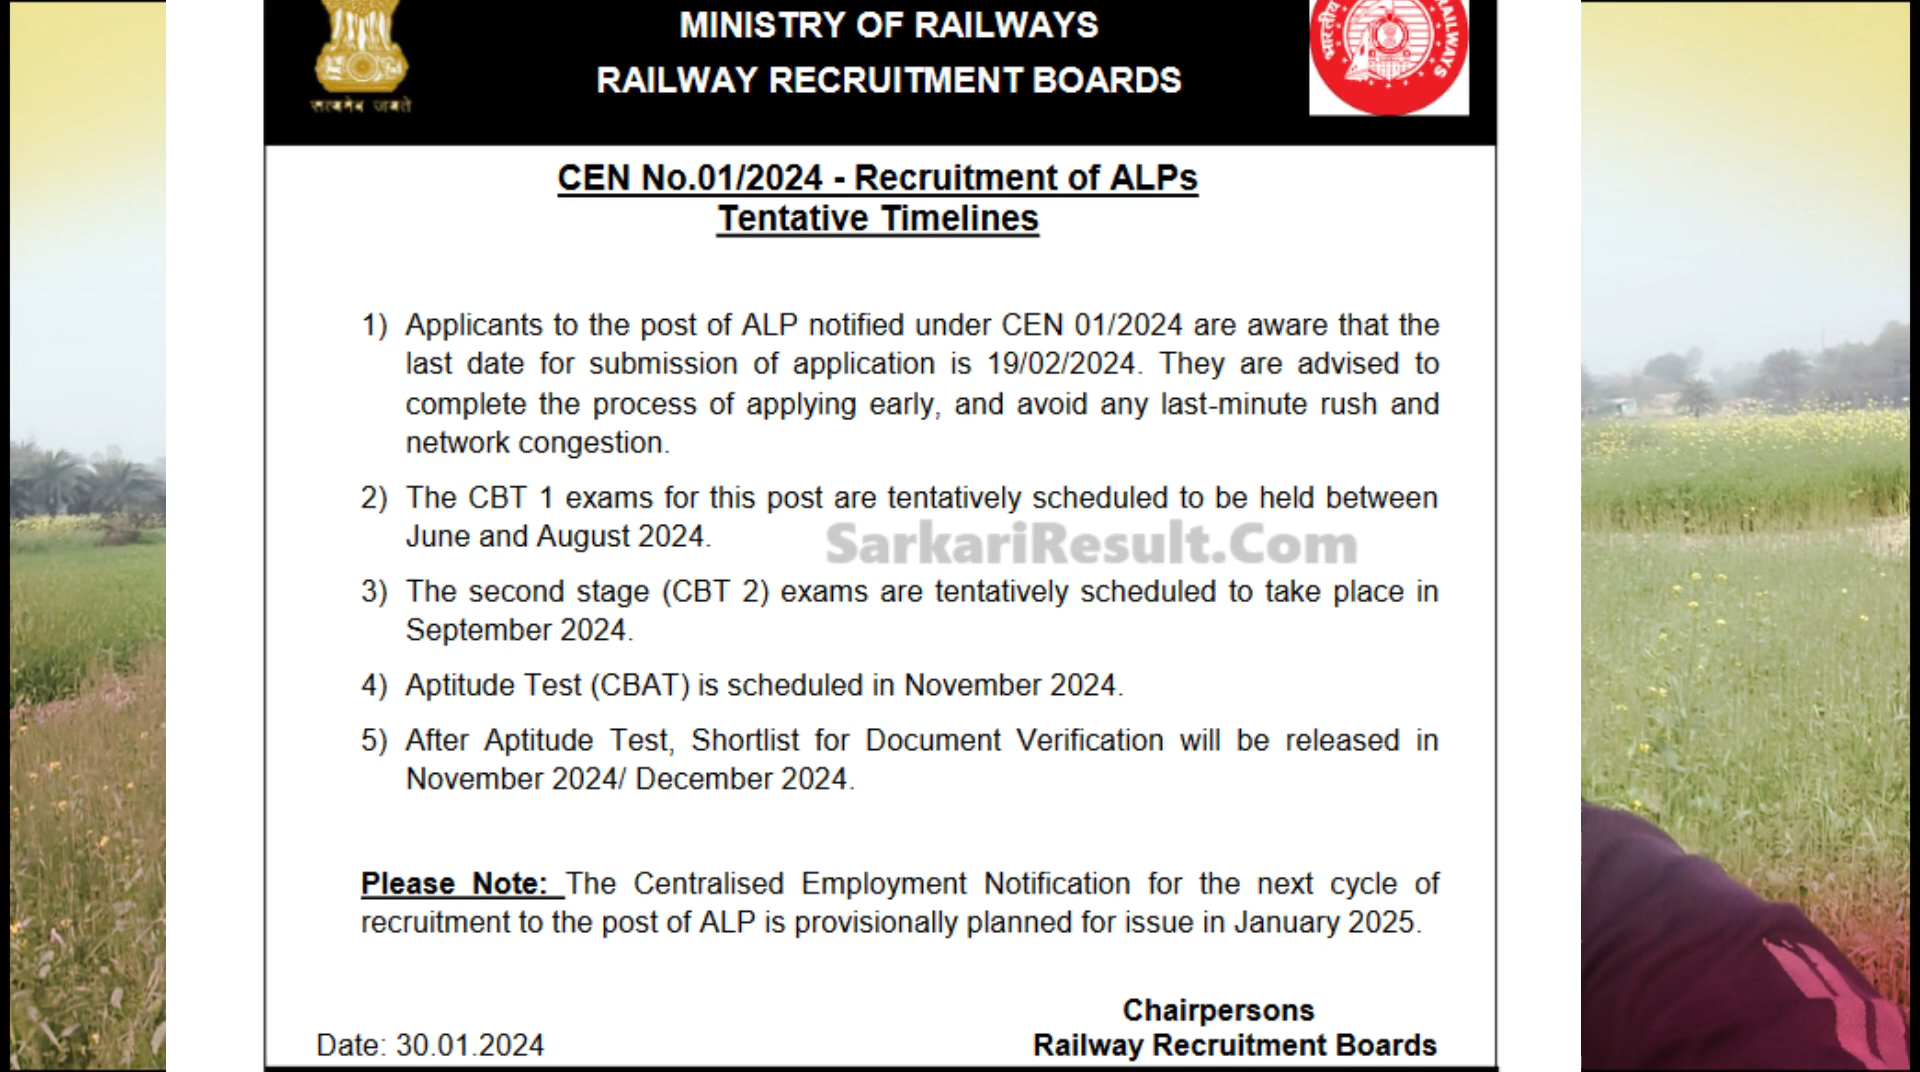 MINISTRY OF RAILWAYS
RAILWAY RECRUITMENT BOARDS
सत्यमेव जयते
भारतीय
RAILWAYS
CEN No.01/2024 - Recruitment of ALPs
Tentative Timelines
1) Applicants to the post of ALP notified under CEN 01/2024 are aware that the
last date for submission of application is 19/02/2024. They are advised to
complete the process of applying early, and avoid any last-minute rush and
network congestion.
2) The CBT 1 exams for this post are tentatively scheduled to be held between
June and August 2024.
SarkariResult.Com
3) The second stage (CBT 2) exams are tentatively scheduled to take place in
September 2024.
4) Aptitude Test (CBAT) is scheduled in November 2024.
5) After Aptitude Test, Shortlist for Document Verification will be released in
November 2024/ December 2024.
Please Note: The Centralised Employment Notification for the next cycle of
recruitment to the post of ALP is provisionally planned for issue in January 2025.
Chairpersons
Date: 30.01.2024
Railway Recruitment Boards